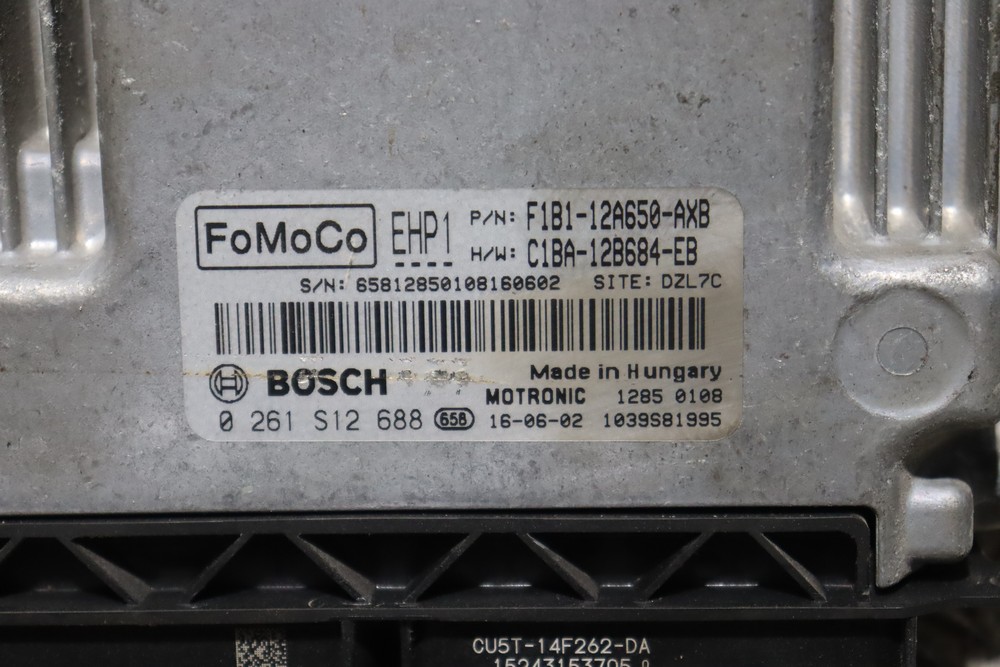 FoMoCo EHP1 P/N: F1B1-12A650-AXB
H/W: C1BA-12B684-EB
S/N: 65812850108160602 SITE: DZL7C
BOSCH Made in Hungary
MOTRONIC 1285 0108
0 261 S12 688 658 16-06-02 1039S81995
CU5T-14F262-DA